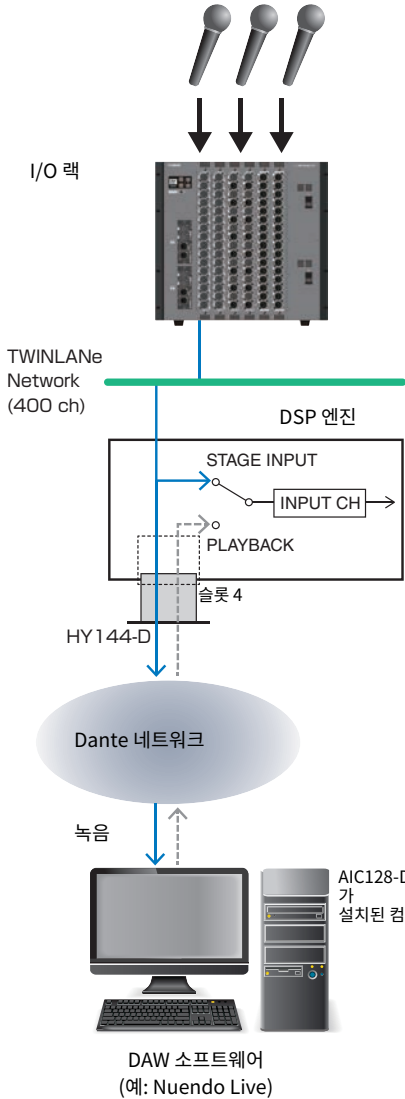 I/O 랙
TWINLANe
Network
(400 ch)
DSP 엔진
STAGE INPUT
INPUT CH
PLAYBACK
슬롯 4
HY144-D
Dante 네트워크
녹음
AIC128-D
가
설치된 컴
DAW 소프트웨어
(예: Nuendo Live)